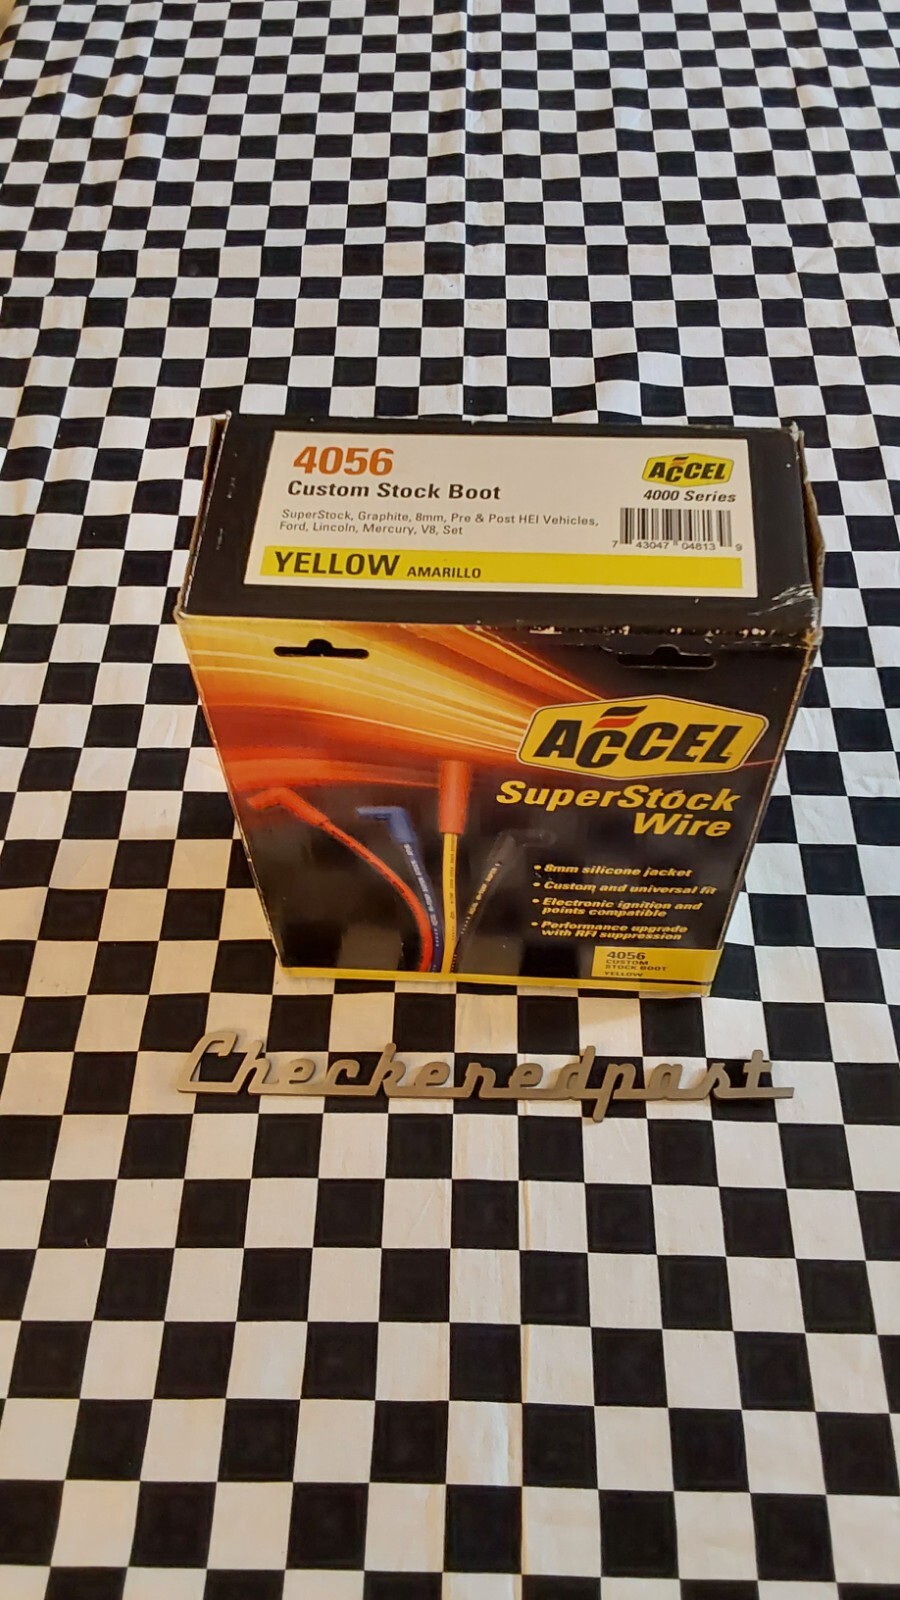 4056
Custom Stock Boot
SuperStock, Graphite, 8mm, Pre & Post HEI Vehicles,
Ford, Lincoln, Mercury, V8, Set
YELLOW AMARILLO
ACCEL
4000 Series
7 43047 04813 9
ACCEL
SuperStock
Wire
• 8mm silicone jacket
• Custom and universal fit
• Electronic ignition and
points compatible
• Performance upgrade
with RFI suppression
4056
CUSTOM
STOCK BOOT
YELLOW
Checkeredpast